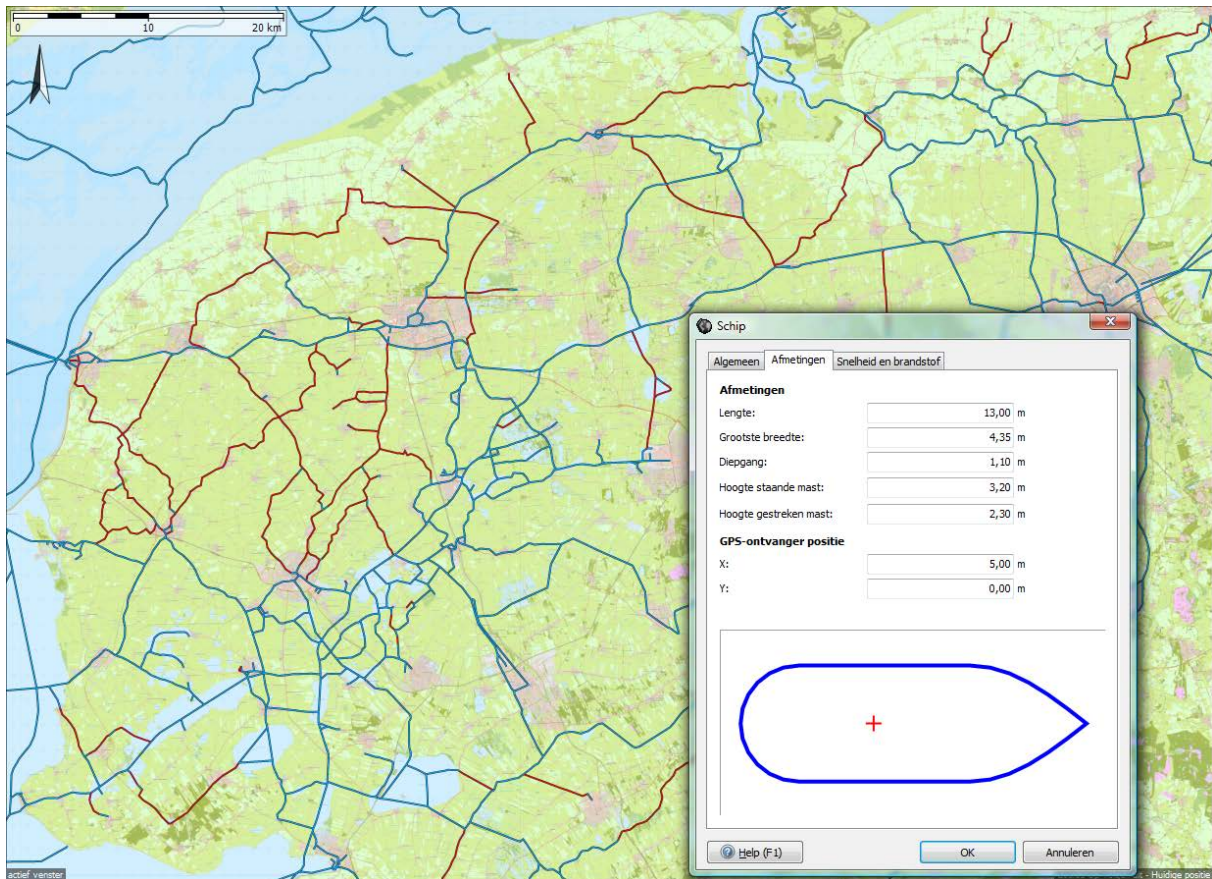 0 10 20 km
Schip
Algemeen Afmetingen Snelheid en brandstof
Afmetingen
Lengte: 13,00 m
Grootste breedte: 4,35 m
Diepgang: 1,10 m
Hoogte staande mast: 3,20 m
Hoogte gestreken mast: 2,30 m
GPS-ontvanger positie
X: 5,00 m
Y: 0,00 m
Help (F1) OK Annuleren
actief venster - Huidige positie